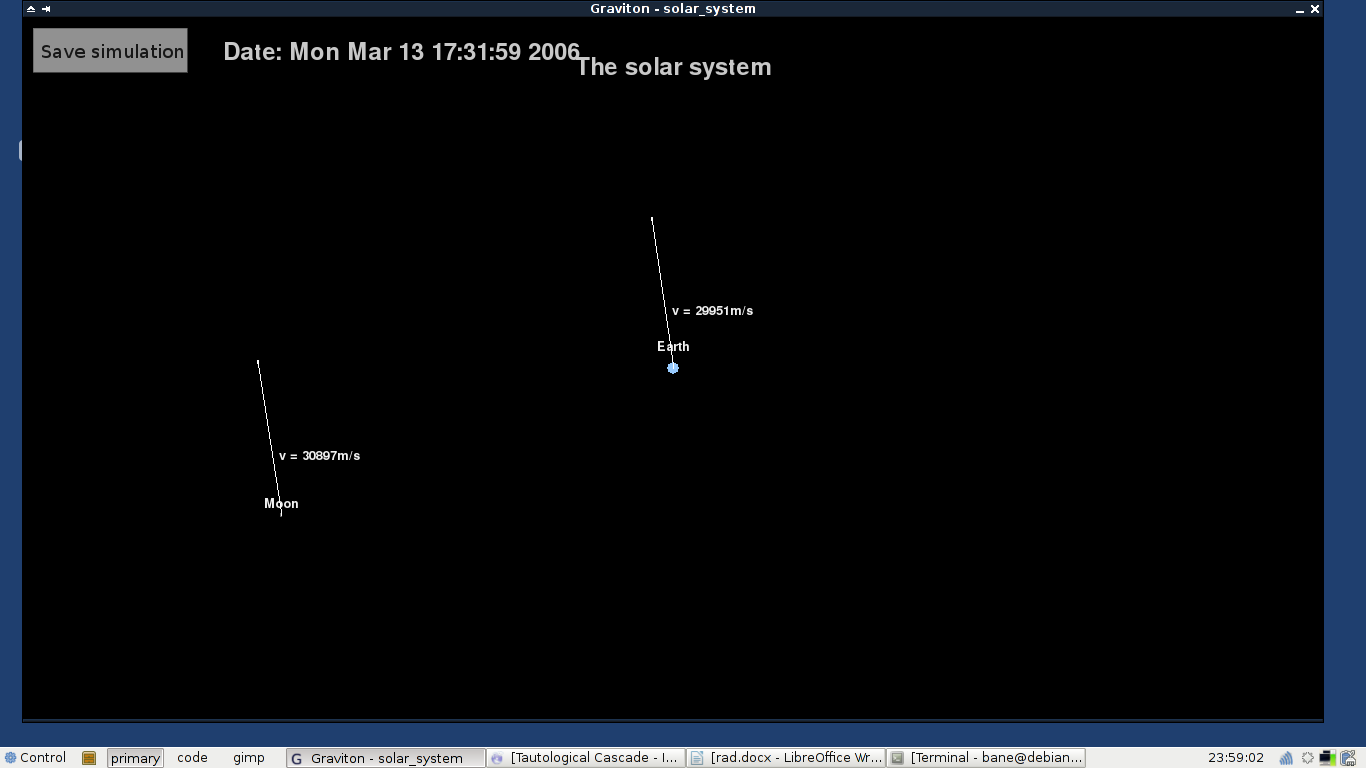 Graviton - solar_system
Save simulation
Date: Mon Mar 13 17:31:59 2006
The solar system
v = 29951m/s
Earth
v = 30897m/s
Moon
Control
primary
code
gimp
G Graviton - solar_system
[Tautological Cascade - I...
[rad.docx - LibreOffice Wr...
[Terminal - bane@debian...
23:59:02